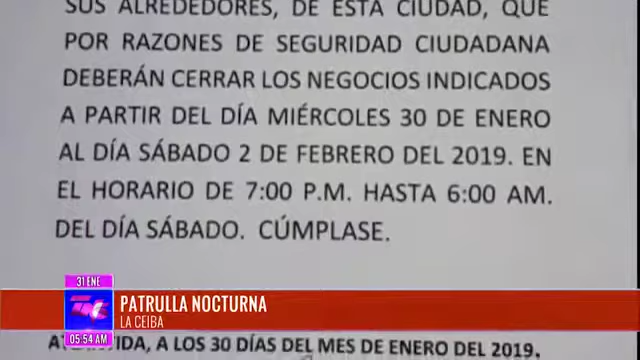 SUS ALREDEDORES, DE ESTA CIUDAD, QUE
POR RAZONES DE SEGURIDAD CIUDADANA
DEBERÁN CERRAR LOS NEGOCIOS INDICADOS
A PARTIR DEL DÍA MIÉRCOLES 30 DE ENERO
AL DÍA SÁBADO 2 DE FEBRERO DEL 2019. EN
EL HORARIO DE 7:00 P.M. HASTA 6:00 AM.
DEL DÍA SÁBADO. CÚMPLASE.
31 ENE
05:54 AM
PATRULLA NOCTURNA
LA CEIBA
A LOS 30 DÍAS DEL MES DE ENERO DEL 2019.